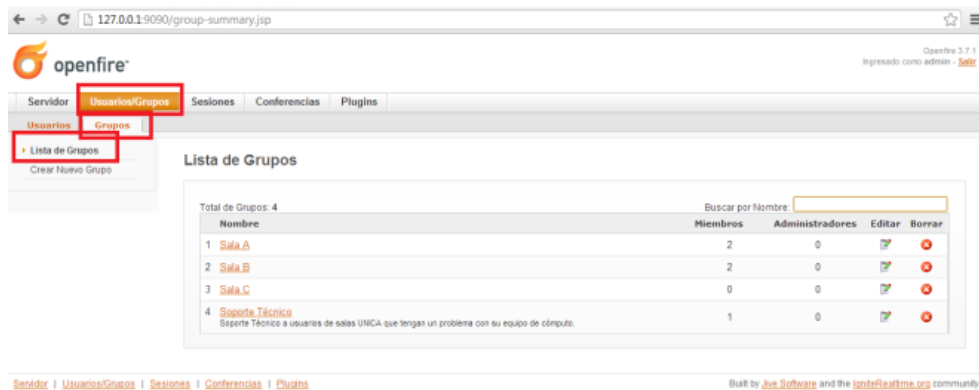 127.0.0.1:9090/group-summary.jsp
openfire
Openfire 3.7.1
Ingresado como admin - Salir
Servidor Usuarios/Grupos Sesiones Conferencias Plugins
Usuarios Grupos
Lista de Grupos
Crear Nuevo Grupo
Lista de Grupos
Total de Grupos: 4 Buscar por Nombre:
Nombre Miembros Administradores Editar Borrar
1 Sala A 2 0
2 Sala B 2 0
3 Sala C 0 0
4 Soporte Técnico 1 0
Soporte Técnico a usuarios de salas UNICA que tengan un problema con su equipo de cómputo.
Servidor | Usuarios/Grupos | Sesiones | Conferencias | Plugins
Built by Jive Software and the IgniteRealtime.org community